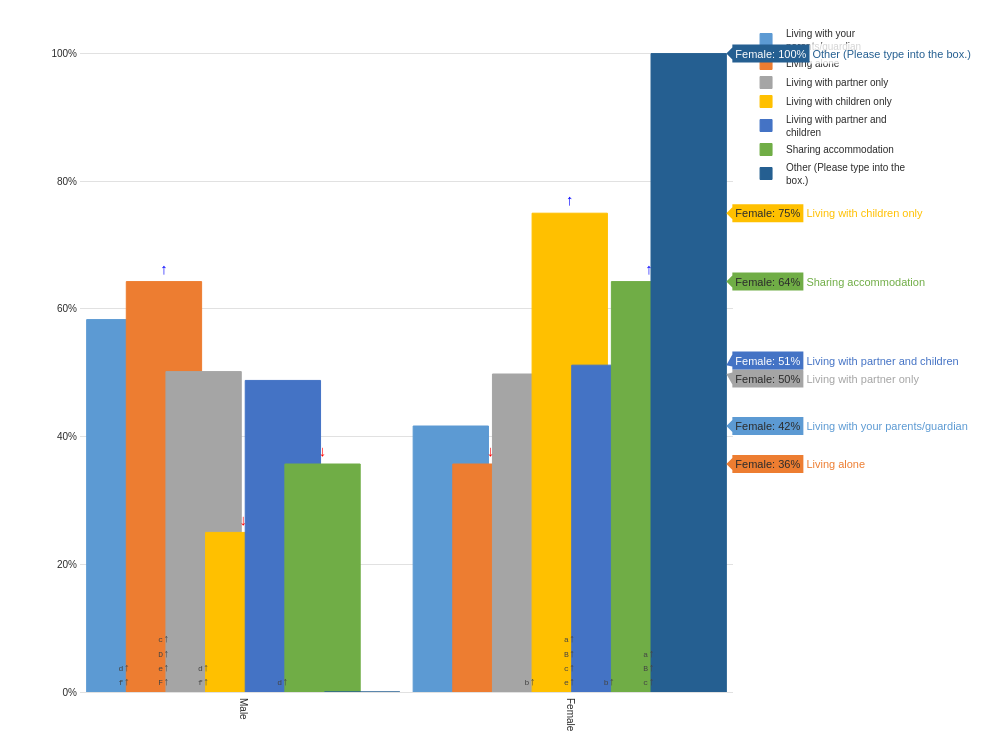 100%
80%
60%
40%
20%
0%
Male
Female
↑
↓
↓
↓
↑
↑
d↑
f↑
c↑
D↑
e↑
F↑
d↑
f↑
d↑
b↑
a↑
B↑
c↑
e↑
b↑
a
B
c
Living with your
Living alone
Living with partner only
Living with children only
Living with partner and
children
Sharing accommodation
Other (Please type into the
box.)
Female: 100% Other (Please type into the box.)
Female: 75% Living with children only
Female: 64% Sharing accommodation
Female: 51% Living with partner and children
Female: 50% Living with partner only
Female: 42% Living with your parents/guardian
Female: 36% Living alone